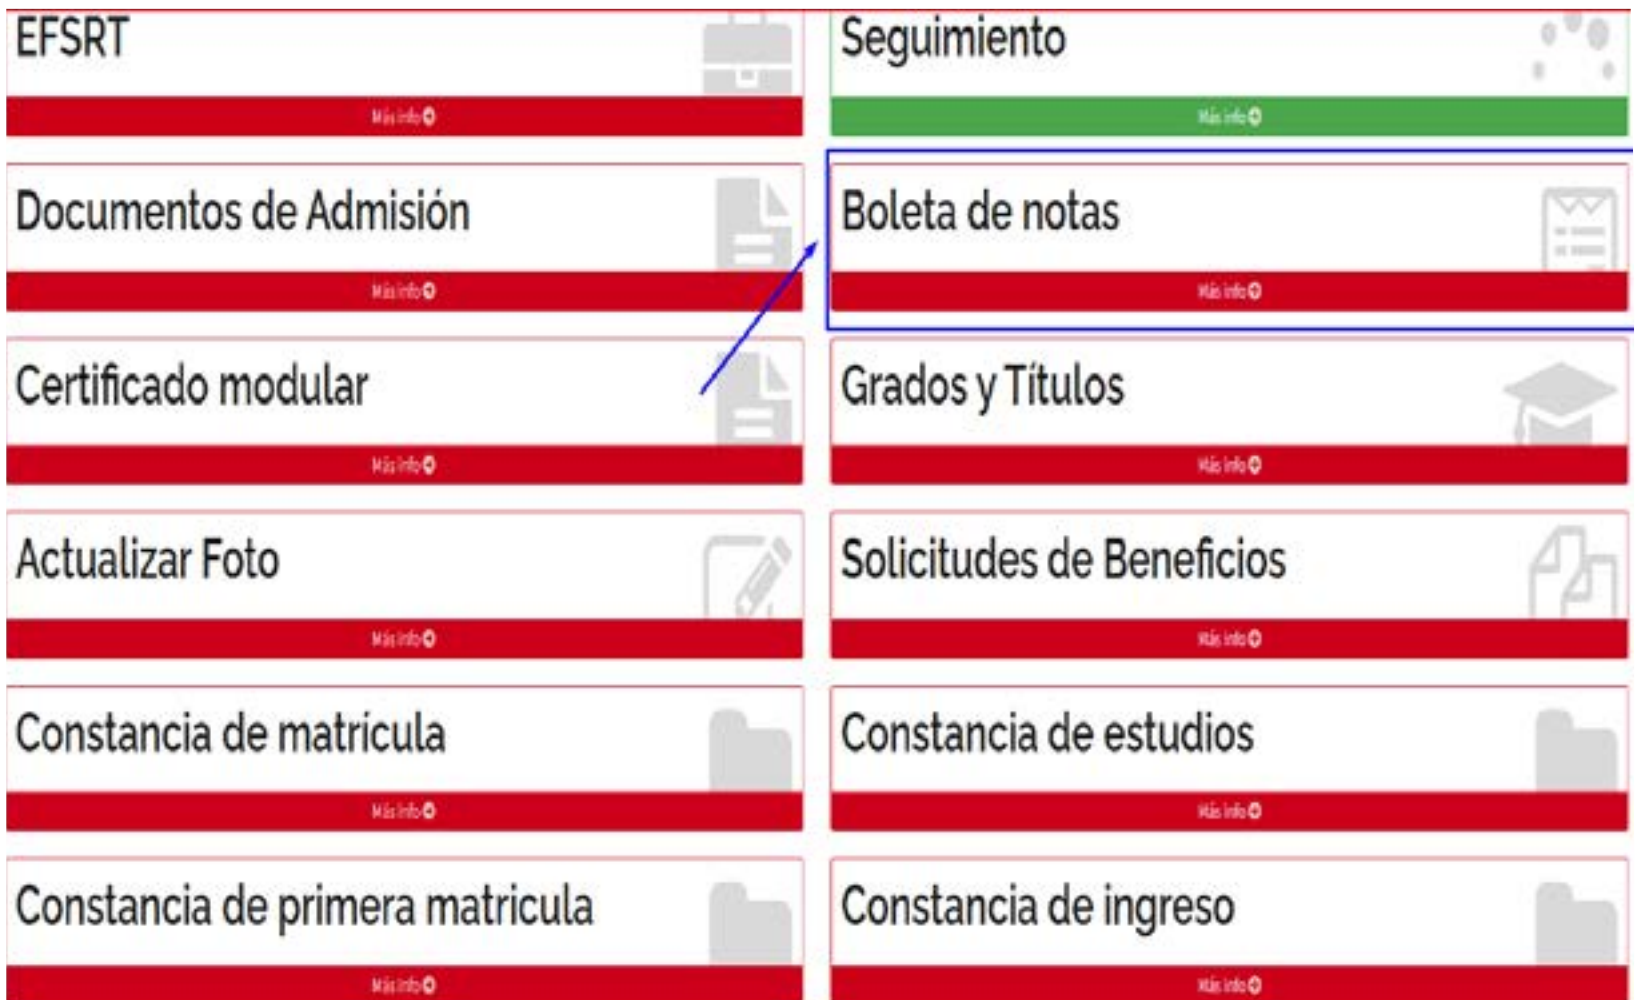 EFSRT
Seguimiento
Más info
Más info
Documentos de Admisión
Boleta de notas
Más info
Más info
Certificado modular
Grados y Títulos
Más info
Más info
Actualizar Foto
Solicitudes de Beneficios
Más info
Más info
Constancia de matrícula
Constancia de estudios
Más info
Más info
Constancia de primera matricula
Constancia de ingreso
Más info
Más info